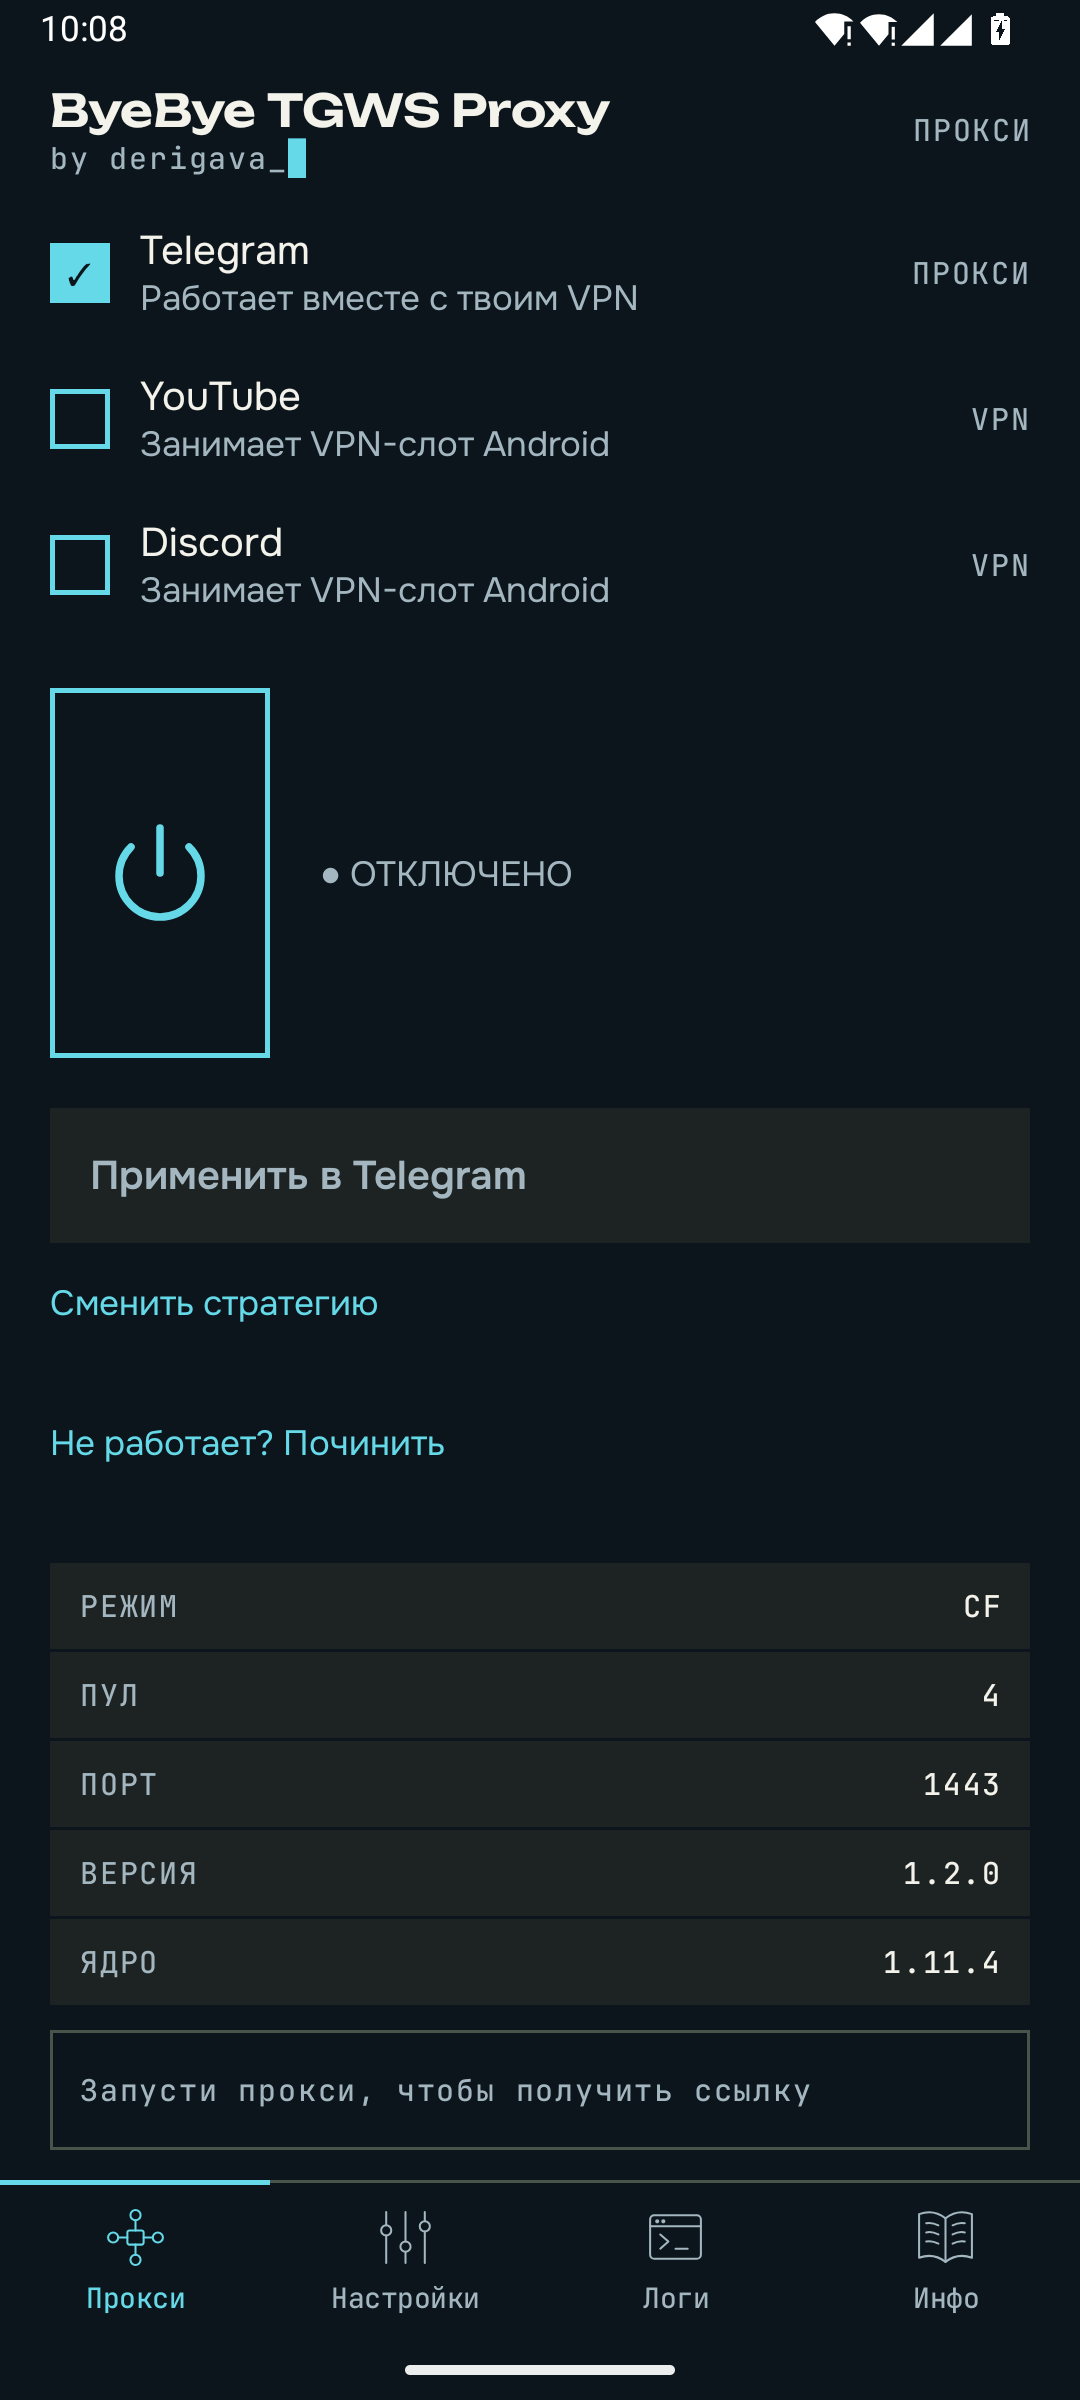 10:08
ByeBye TGWS Proxy
by derigava_
ПРОКСИ
Telegram
Работает вместе с твоим VPN
ПРОКСИ
YouTube
Занимает VPN-слот Android
VPN
Discord
Занимает VPN-слот Android
VPN
ОТКЛЮЧЕНО
Применить в Telegram
Сменить стратегию
Не работает? Починить
РЕЖИМ CF
ПУЛ 4
ПОРТ 1443
ВЕРСИЯ 1.2.0
ЯДРО 1.11.4
Запусти прокси, чтобы получить ссылку
Прокси Настройки Логи Инфо